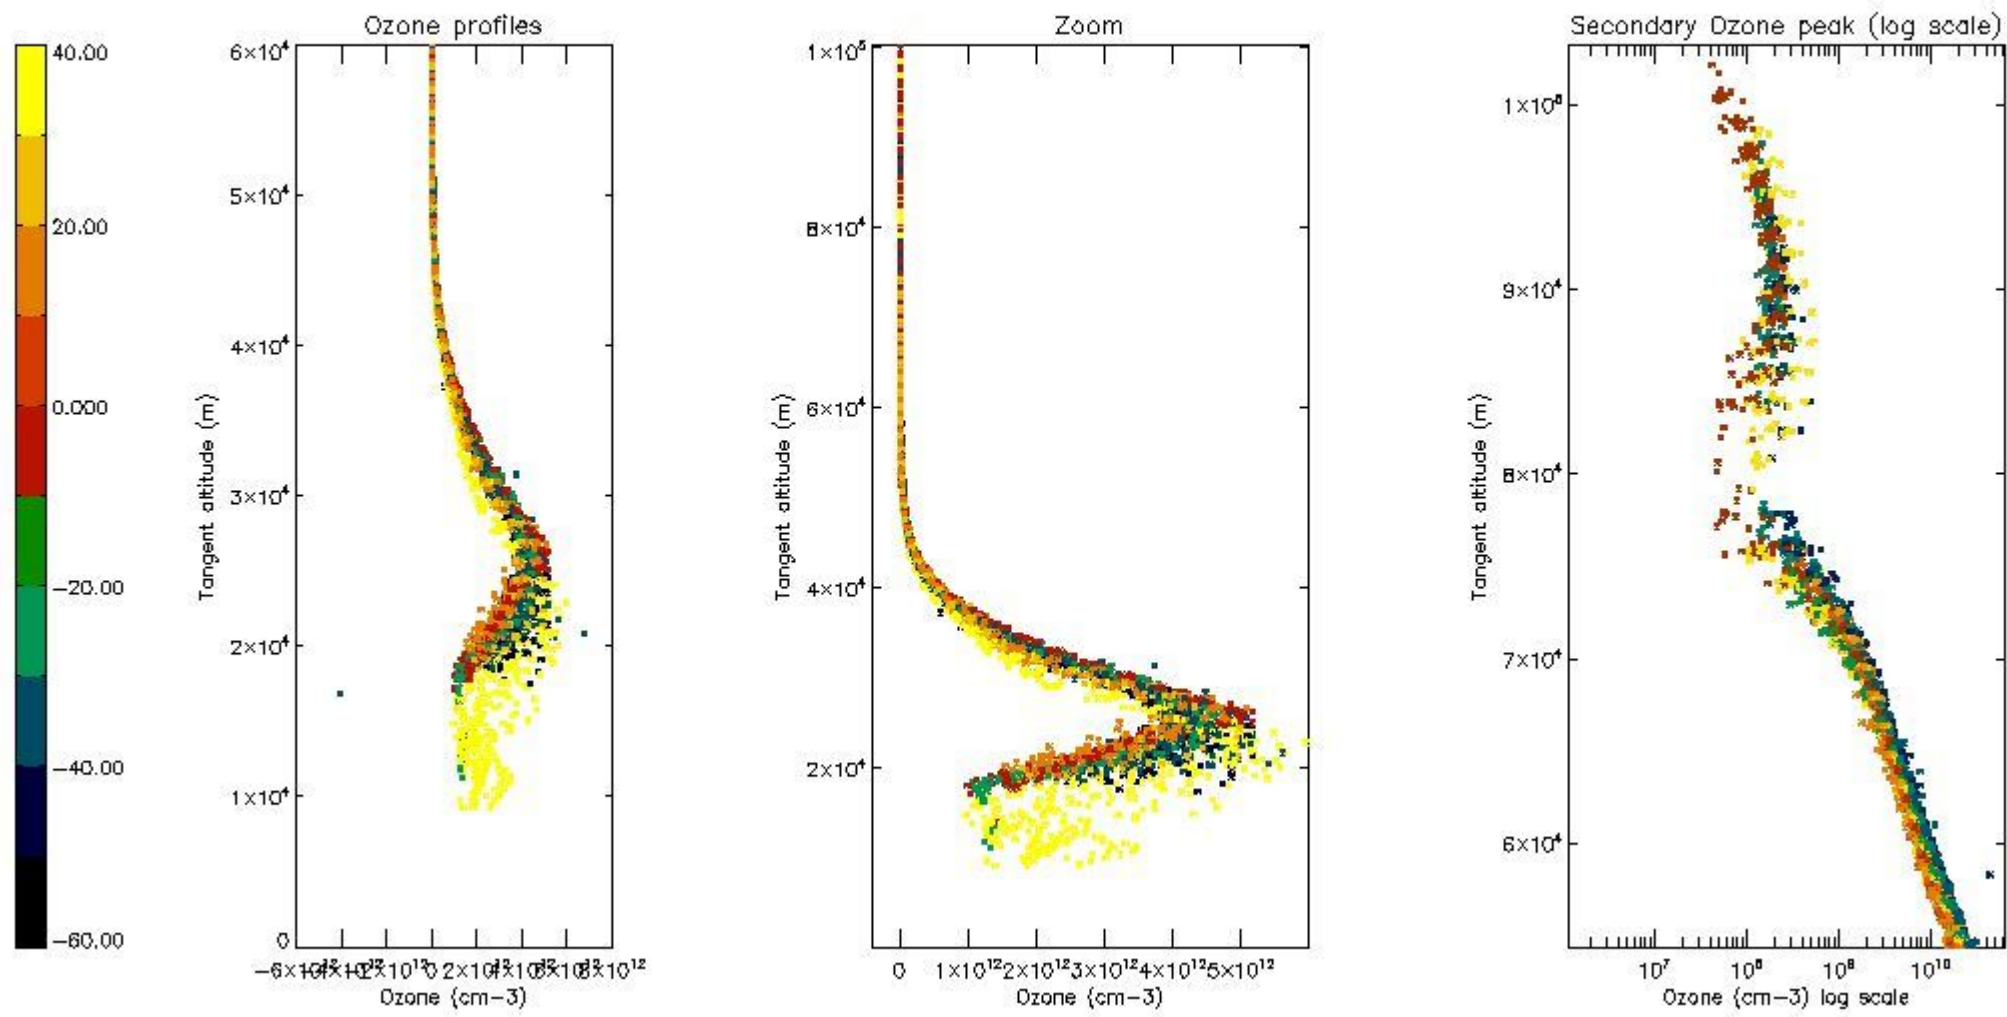 Ozone profiles
Zoom
Secondary Ozone peak (log scale)
40.00
20.00
0.000
−20.00
−40.00
−60.00
6×10⁴
5×10⁴
4×10⁴
3×10⁴
2×10⁴
1×10⁴
0
Tangent altitude (m)
0
8×10¹²
Ozone (cm−3)
1×10⁵
8×10⁴
6×10⁴
4×10⁴
2×10⁴
Tangent altitude (m)
0 1×10¹² 2×10¹² 3×10¹² 4×10¹² 5×10¹²
Ozone (cm−3)
9×10⁴
8×10⁴
7×10⁴
6×10⁴
Tangent altitude (m)
10⁷ 10⁸ 10⁹ 10¹⁰
Ozone (cm−3) log scale